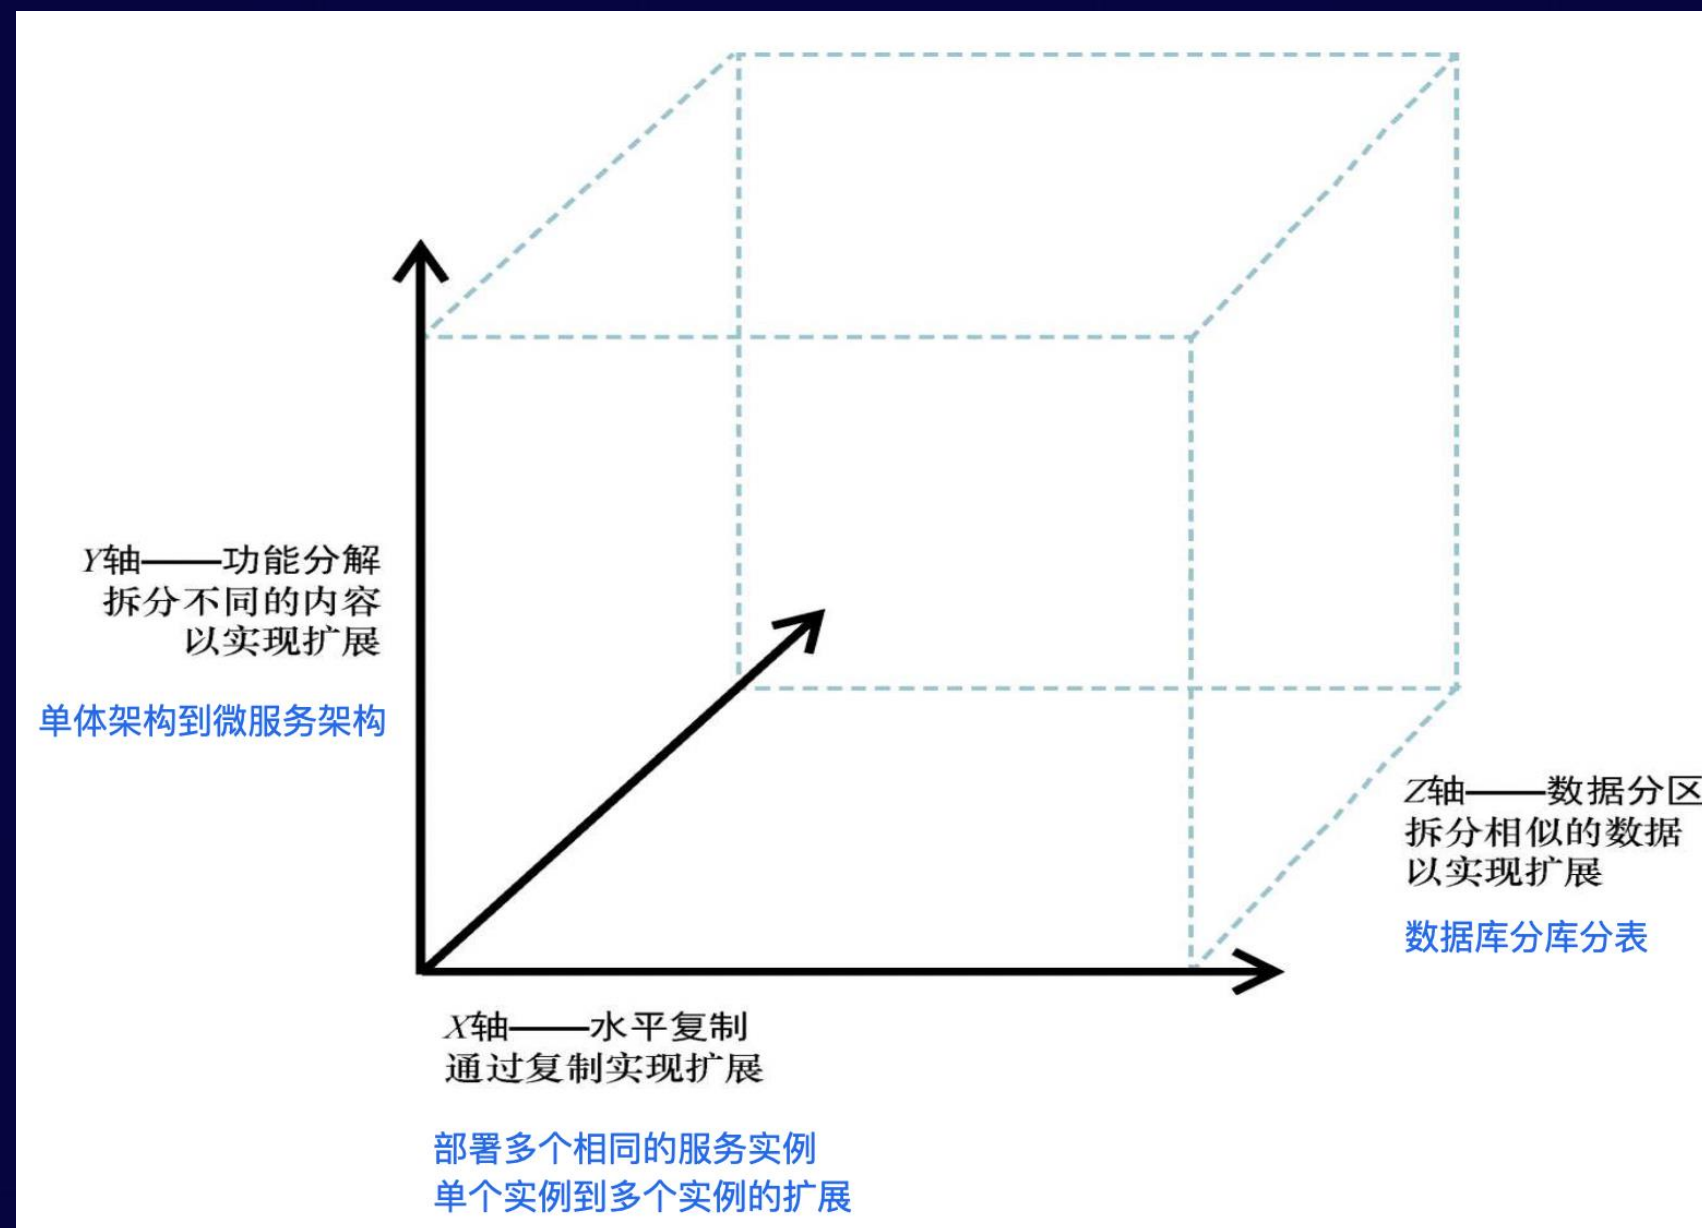 Y轴——功能分解
拆分不同的内容
以实现扩展
单体架构到微服务架构
Z轴——数据分区
拆分相似的数据
以实现扩展
数据库分库分表
X轴——水平复制
通过复制实现扩展
部署多个相同的服务实例
单个实例到多个实例的扩展